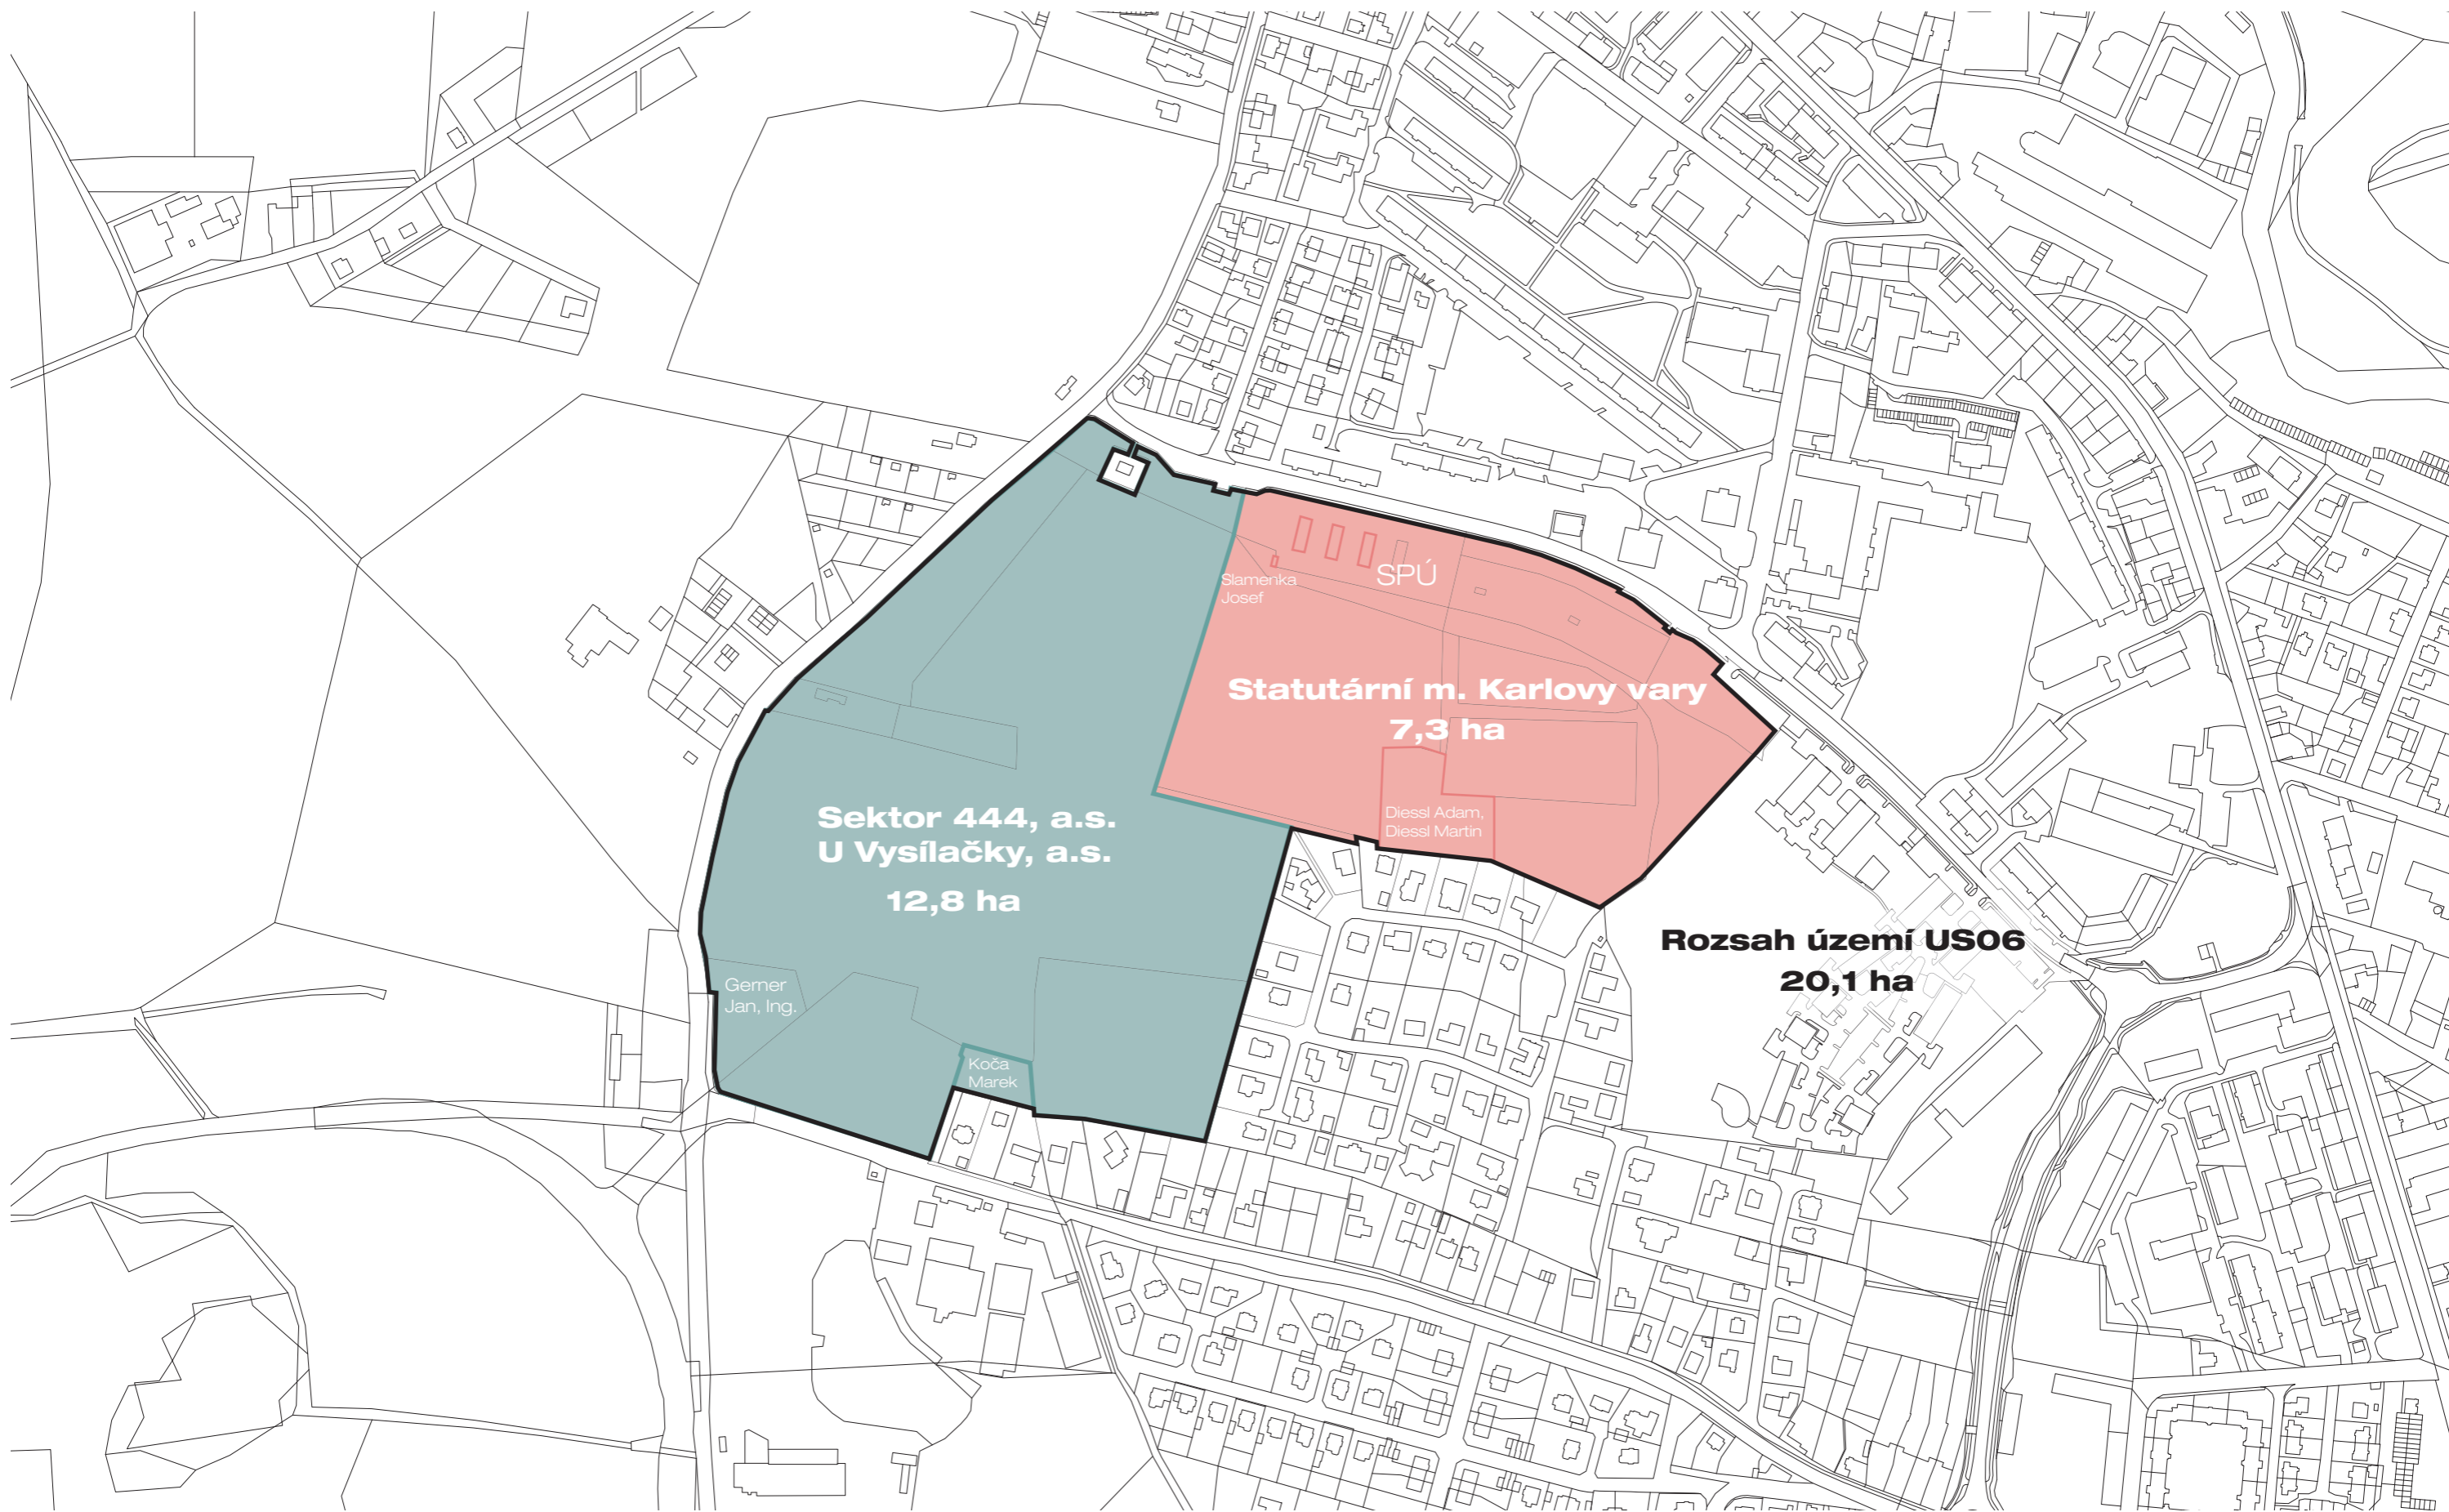 SPÚ
Slamenka
Josef
Statutární m. Karlovy vary
7,3 ha
Sektor 444, a.s.
U Vysílačky, a.s.
12,8 ha
Diessl Adam,
Diessl Martin
Rozsah území US06
20,1 ha
Gerner
Jan, Ing.
Koča
Marek